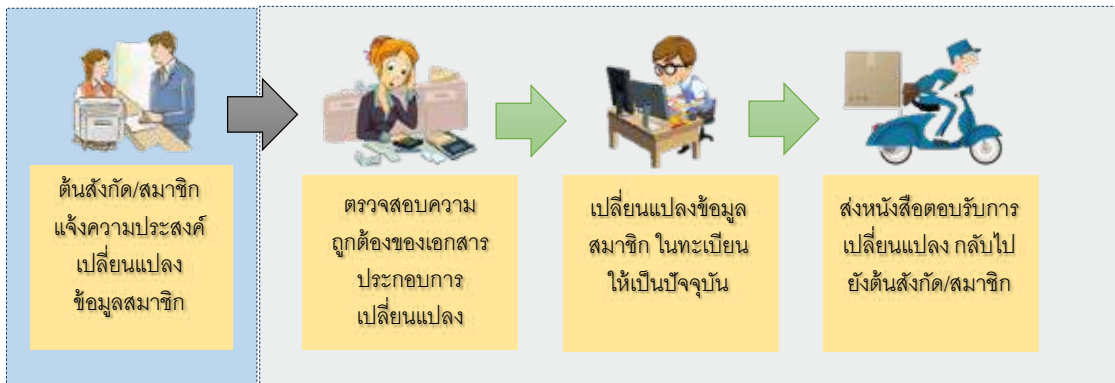 ต้นสังกัด/สมาชิก
แจ้งความประสงค์
เปลี่ยนแปลง
ข้อมูลสมาชิก
ตรวจสอบความ
ถูกต้องของเอกสาร
ประกอบการ
เปลี่ยนแปลง
เปลี่ยนแปลงข้อมูล
สมาชิก ในทะเบียน
ให้เป็นปัจจุบัน
ส่งหนังสือตอบรับการ
เปลี่ยนแปลง กลับไป
ยังต้นสังกัด/สมาชิก